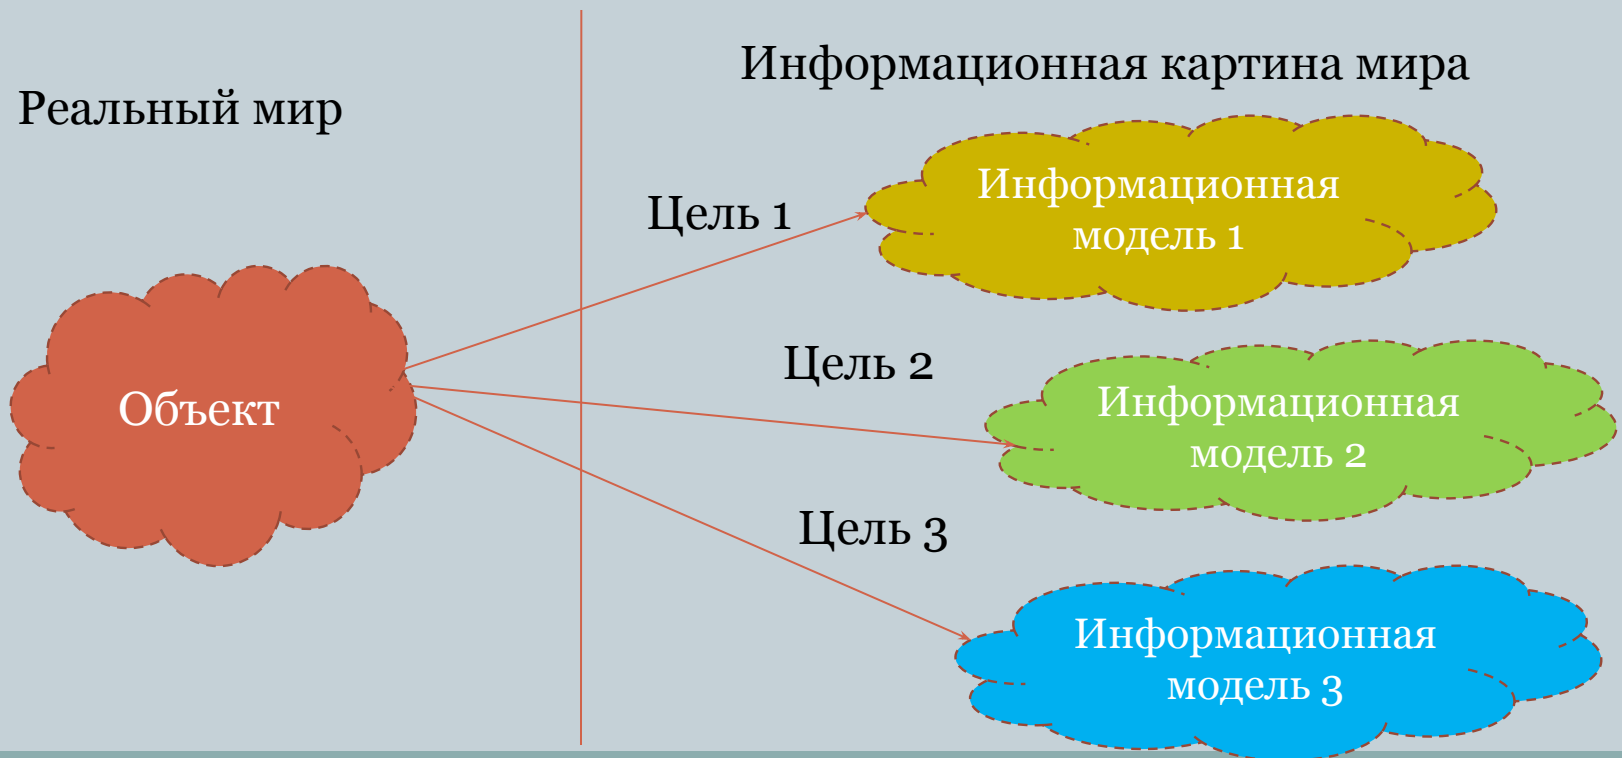 Реальный мир
Информационная картина мира
Объект
Цель 1
Информационная
модель 1
Цель 2
Информационная
модель 2
Цель 3
Информационная
модель 3